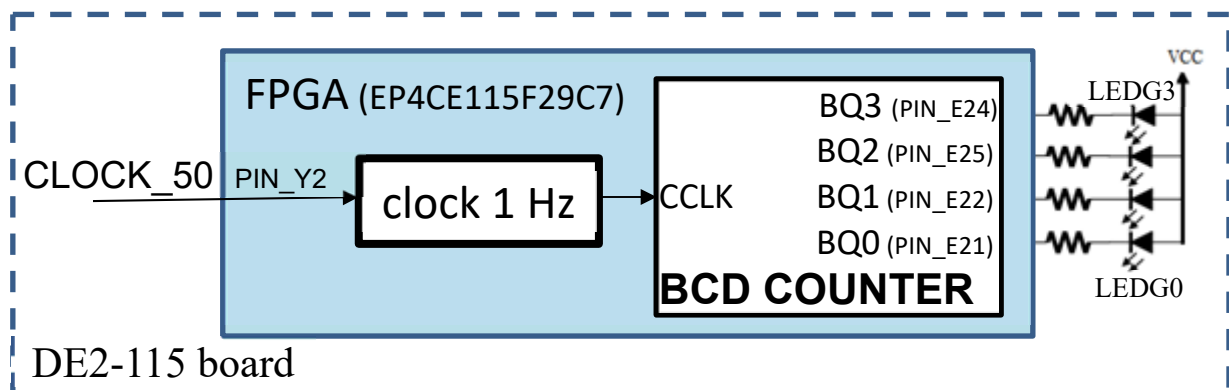 FPGA (EP4CE115F29C7)
CLOCK_50
PIN_Y2
clock 1 Hz
CCLK
BQ3 (PIN_E24)
BQ2 (PIN_E25)
BQ1 (PIN_E22)
BQ0 (PIN_E21)
BCD COUNTER
VCC
LEDG3
LEDG0
DE2-115 board